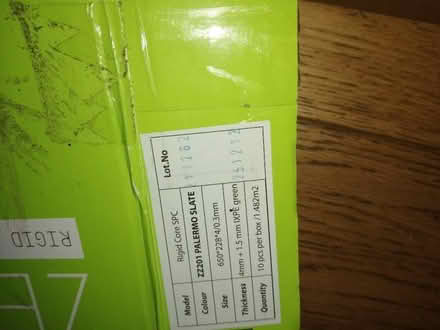 Model Rigid Core SPC Lot.No
Colour ZZ201 PALERMO SLATE
Size 650*228*4/0.3mm
Thickness 4mm + 1.5 mm IXPE green
Quantity 10 pcs per box /1.482m2
RIGID